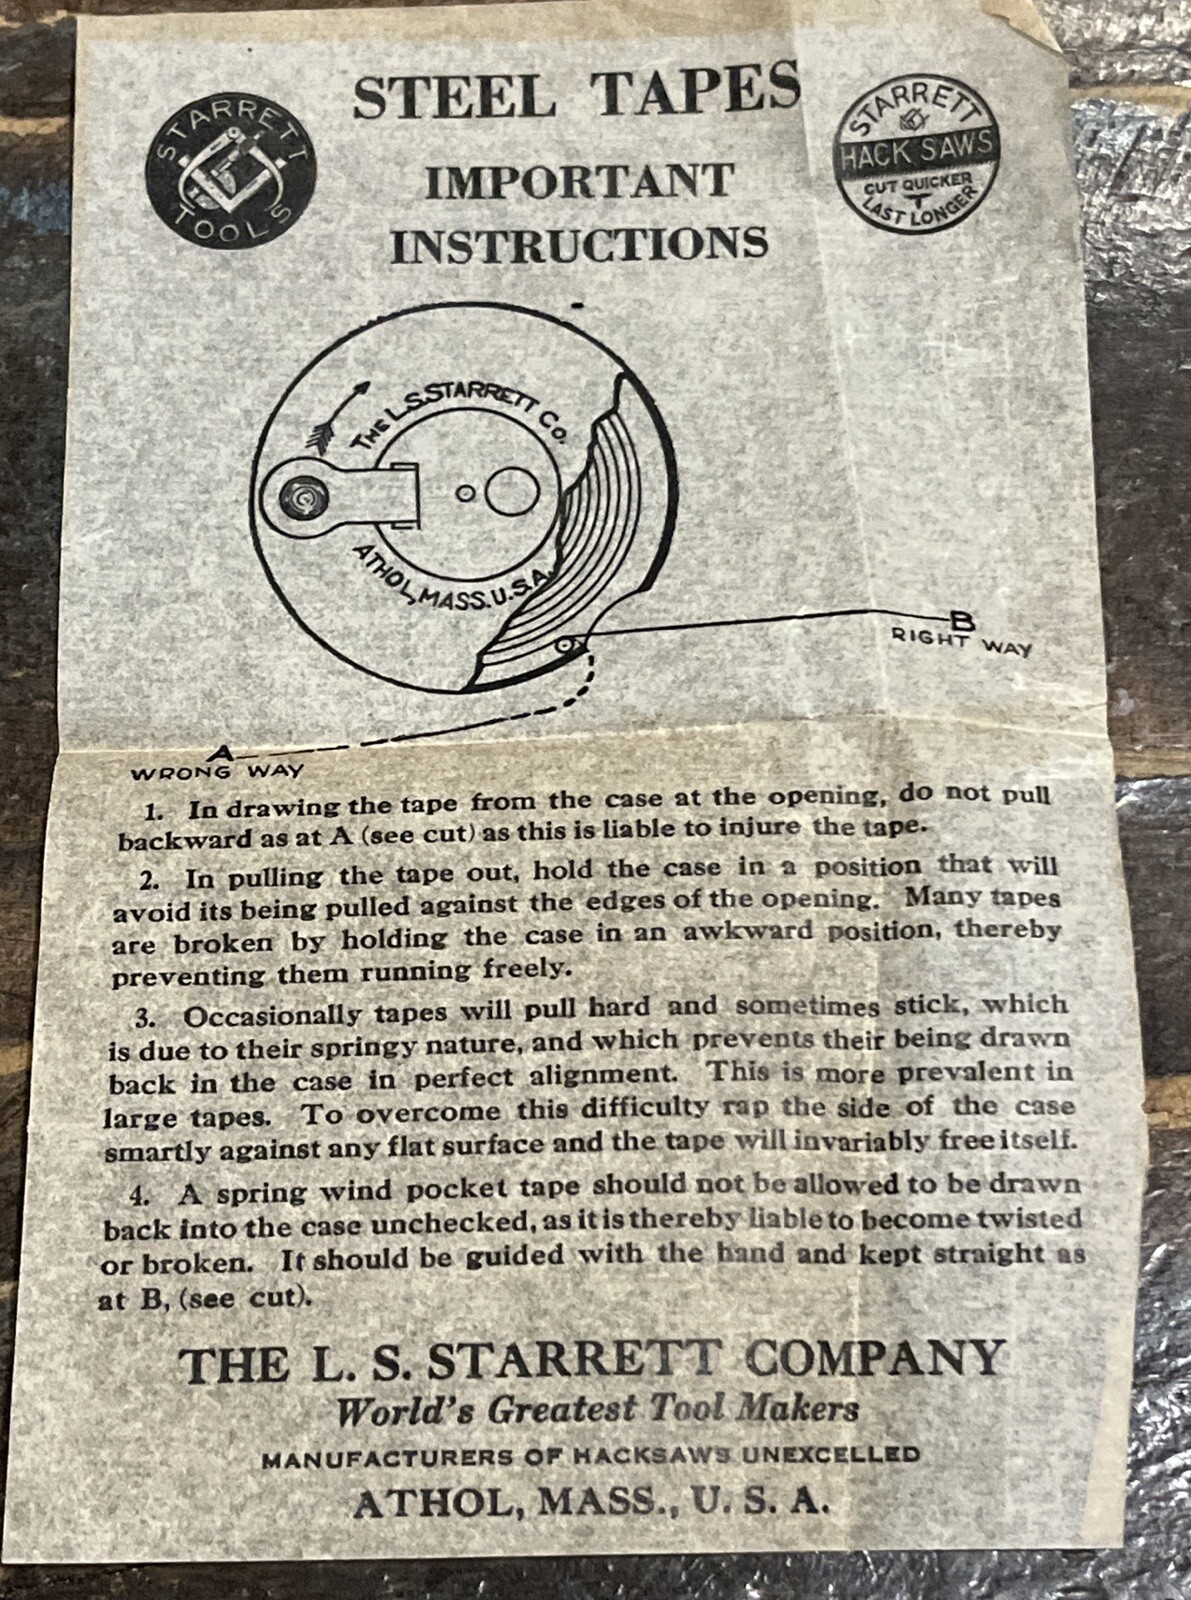 STARRETT
TOOLS
STEEL TAPES
STARRETT
HACK SAWS
CUT QUICKER
LAST LONGER
IMPORTANT
INSTRUCTIONS
THE L.S. STARRETT CO.
ATHOL, MASS. U.S.A.
B
RIGHT WAY
A
WRONG WAY
1. In drawing the tape from the case at the opening, do not pull
backward as at A (see cut) as this is liable to injure the tape.
2. In pulling the tape out, hold the case in a position that will
avoid its being pulled against the edges of the opening. Many tapes
are broken by holding the case in an awkward position, thereby
preventing them running freely.
3. Occasionally tapes will pull hard and sometimes stick, which
is due to their springy nature, and which prevents their being drawn
back in the case in perfect alignment. This is more prevalent in
large tapes. To overcome this difficulty rap the side of the case
smartly against any flat surface and the tape will invariably free itself.
4. A spring wind pocket tape should not be allowed to be drawn
back into the case unchecked, as it is thereby liable to become twisted
or broken. It should be guided with the hand and kept straight as
at B, (see cut).
THE L. S. STARRETT COMPANY
World's Greatest Tool Makers
MANUFACTURERS OF HACKSAWS UNEXCELLED
ATHOL, MASS., U. S. A.